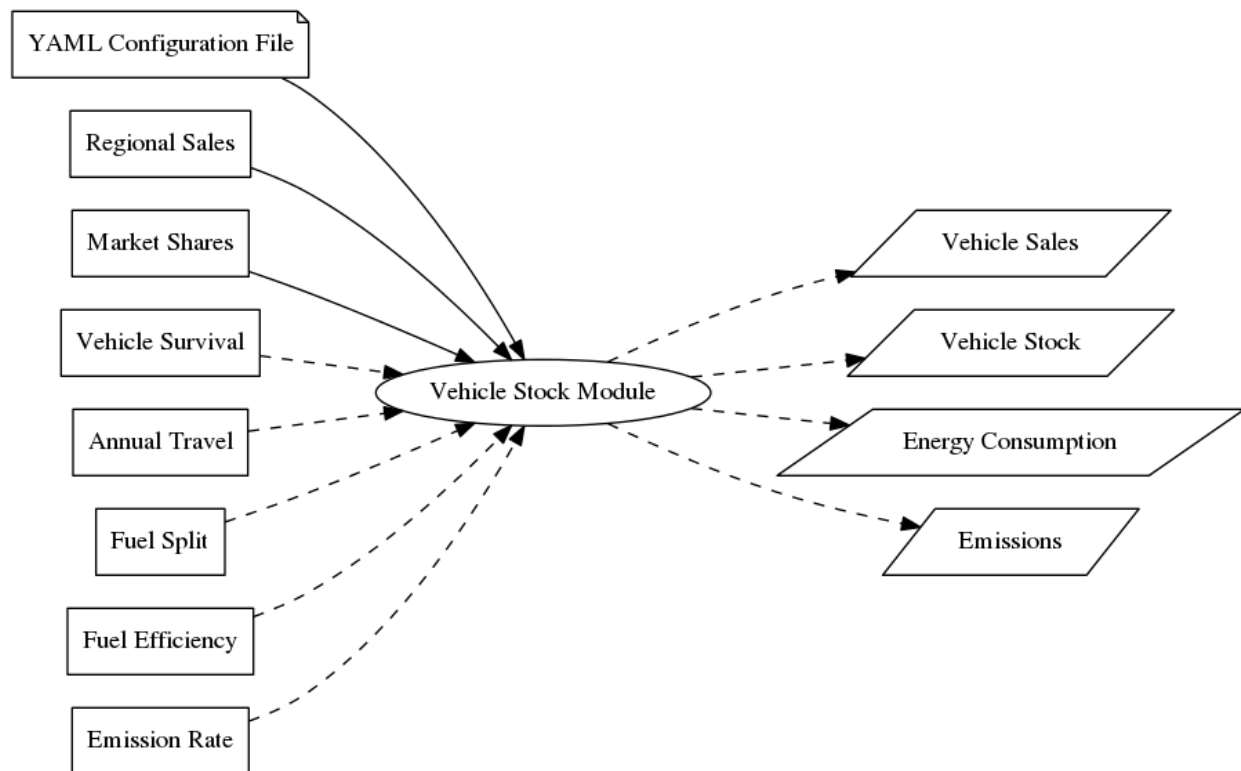 YAML Configuration File
Regional Sales
Market Shares
Vehicle Survival
Annual Travel
Fuel Split
Fuel Efficiency
Emission Rate
Vehicle Stock Module
Vehicle Sales
Vehicle Stock
Energy Consumption
Emissions